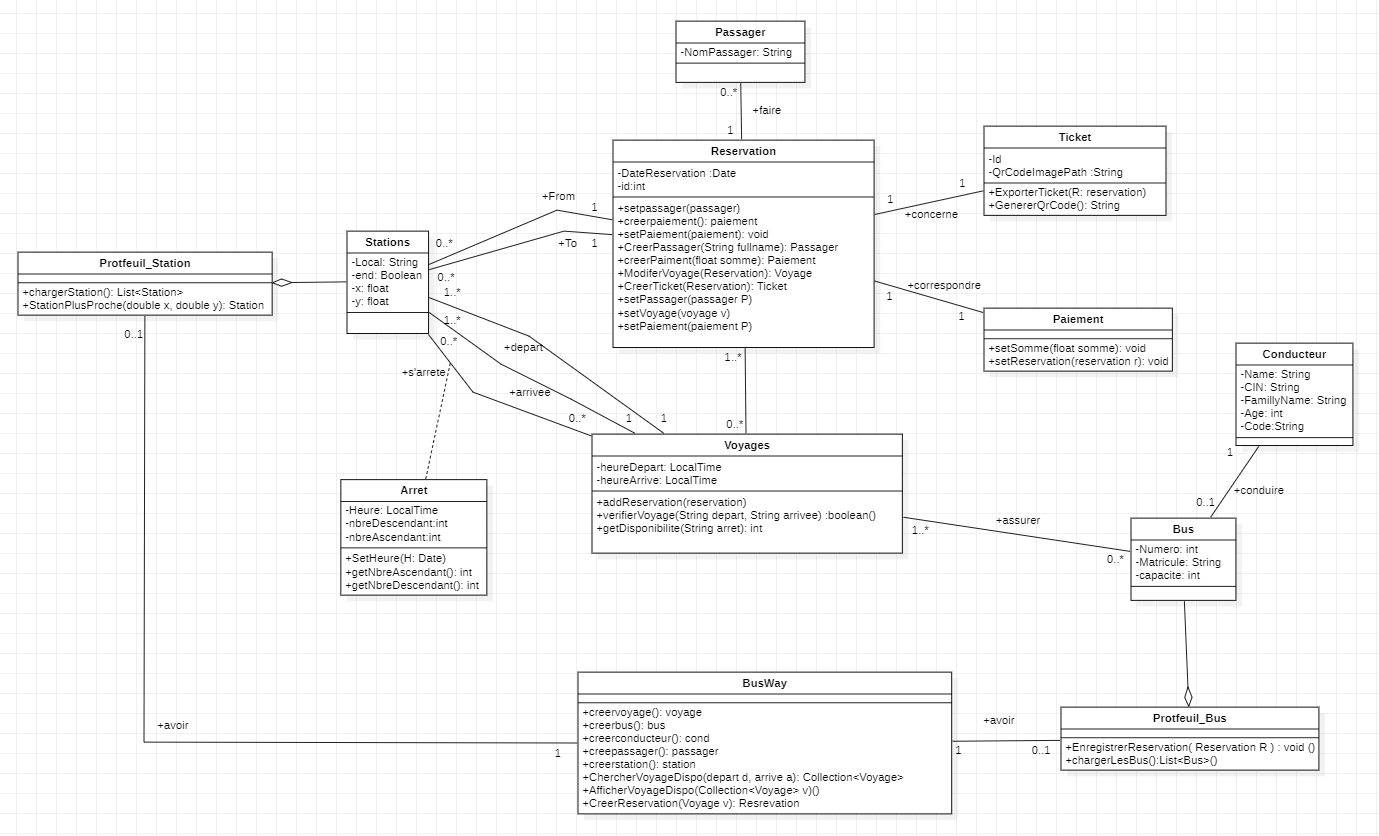 Passager
-NomPassager: String
0..*
+faire
1
Reservation
-DateReservation :Date
-id:int
+setpassager(passager)
+creerpaiement(): paiement
+setPaiement(paiement): void
+CreerPassager(String fullname): Passager
+creerPaiment(float somme): Paiement
+ModiferVoyage(Reservation): Voyage
+CreerTicket(Reservation): Ticket
+setPassager(passager P)
+setVoyage(voyage v)
+setPaiement(paiement P)
Ticket
-Id
-QrCodeImagePath :String
+ExporterTicket(R: reservation)
+GenererQrCode(): String
1
1
+concerne
+From
1
0..*
+To
1
0..*
Stations
-Local: String
-end: Boolean
-x: float
-y: float
Protfeuil_Station
+chargerStation(): List<Station>
+StationPlusProche(double x, double y): Station
0..1
+correspondre
1
1
Paiement
+setSomme(float somme): void
+setReservation(reservation r): void
Conducteur
-Name: String
-CIN: String
-FamillyName: String
-Age: int
-Code:String
1..*
1..*
0..*
+depart
+s'arrete
+arrivee
0..*
1
1
1..*
0..*
Voyages
-heureDepart: LocalTime
-heureArrive: LocalTime
+addReservation(reservation)
+verifierVoyage(String depart, String arrivee) :boolean()
+getDisponibilite(String arret): int
1
+conduire
0..1
Arret
-Heure: LocalTime
-nbreDescendant:int
-nbreAscendant:int
+SetHeure(H: Date)
+getNbreAscendant(): int
+getNbreDescendant(): int
+assurer
1..*
0..*
Bus
-Numero: int
-Matricule: String
-capacite: int
BusWay
+creervoyage(): voyage
+creerbus(): bus
+creerconducteur(): cond
+creepassager(): passager
+creerstation(): station
+ChercherVoyageDispo(depart d, arrive a): Collection<Voyage>
+AfficherVoyageDispo(Collection<Voyage> v)()
+CreerReservation(Voyage v): Resrevation
+avoir
1
+avoir
1
0..1
Protfeuil_Bus
+EnregistrerReservation( Reservation R ) : void ()
+chargerLesBus():List<Bus>()